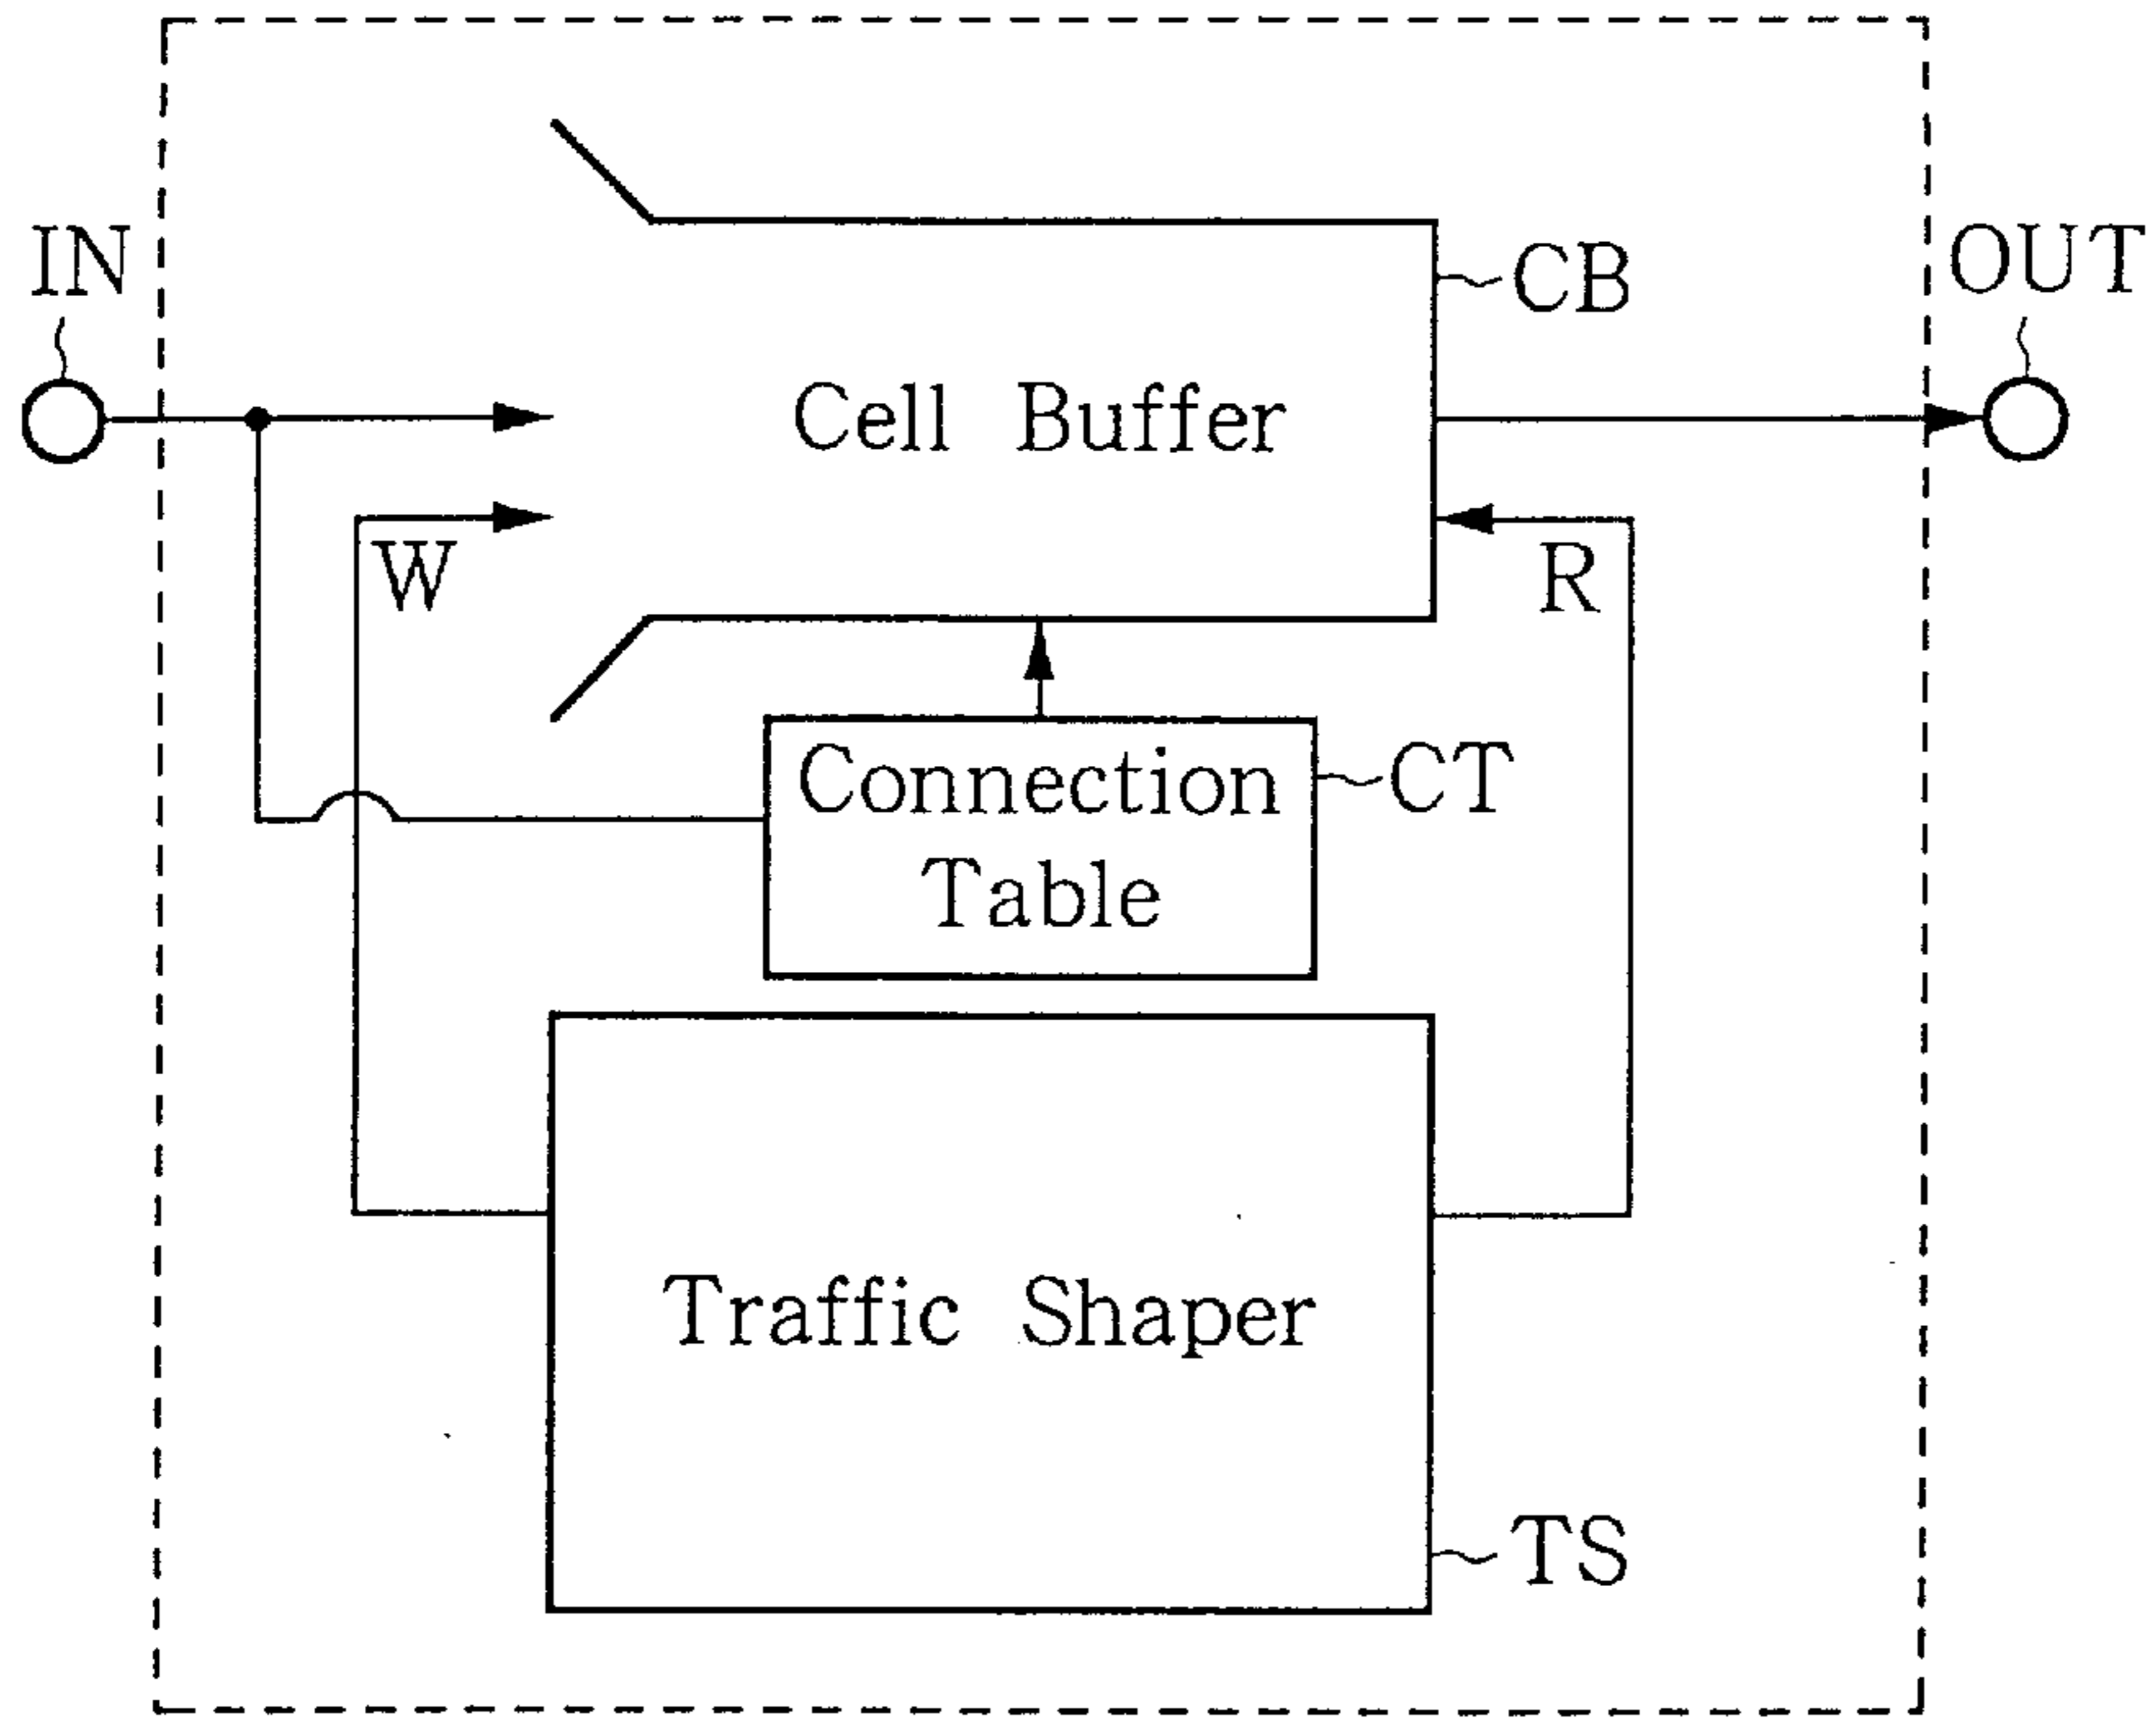 IN
OUT
CB
Cell Buffer
W
R
Connection
Table
CT
Traffic Shaper
TS